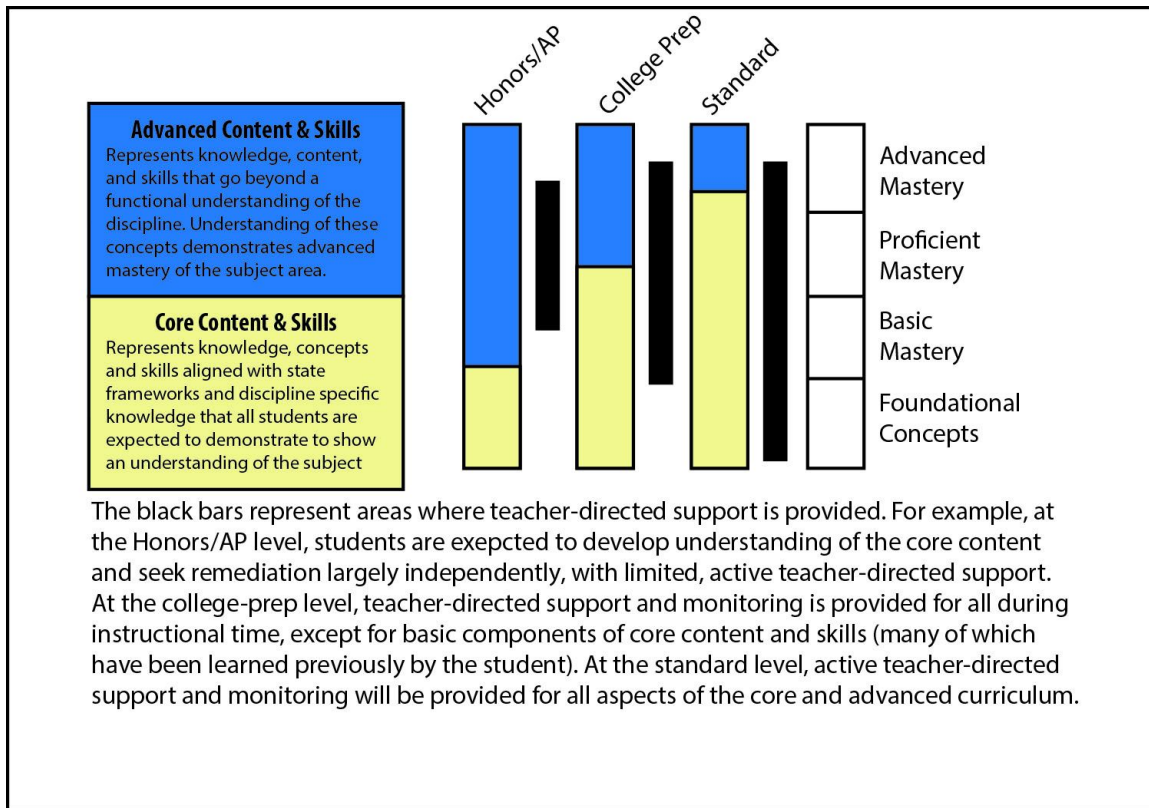 Honors/AP
College Prep
Standard
Advanced Content & Skills
Represents knowledge, content,
and skills that go beyond a
functional understanding of the
discipline. Understanding of these
concepts demonstrates advanced
mastery of the subject area.
Core Content & Skills
Represents knowledge, concepts
and skills aligned with state
frameworks and discipline specific
knowledge that all students are
expected to demonstrate to show
an understanding of the subject
Advanced
Mastery
Proficient
Mastery
Basic
Mastery
Foundational
Concepts
The black bars represent areas where teacher-directed support is provided. For example, at
the Honors/AP level, students are exepcted to develop understanding of the core content
and seek remediation largely independently, with limited, active teacher-directed support.
At the college-prep level, teacher-directed support and monitoring is provided for all during
instructional time, except for basic components of core content and skills (many of which
have been learned previously by the student). At the standard level, active teacher-directed
support and monitoring will be provided for all aspects of the core and advanced curriculum.